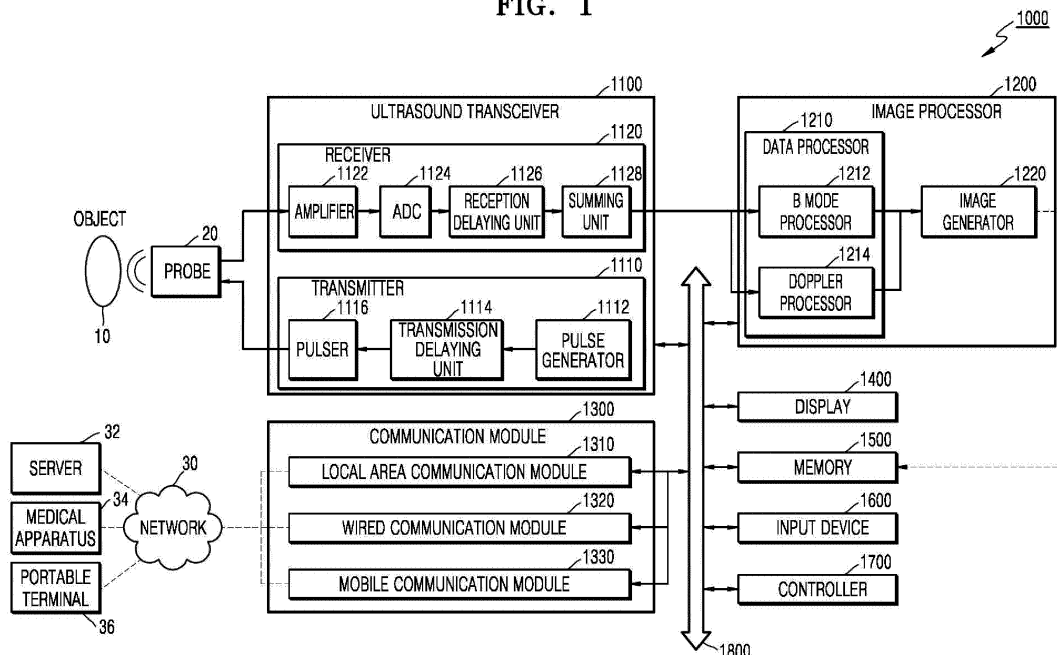 FIG. 1
1000
1100
ULTRASOUND TRANSCEIVER
1120
RECEIVER
1122
AMPLIFIER
1124
ADC
1126
RECEPTION
DELAYING UNIT
1128
SUMMING
UNIT
1110
TRANSMITTER
1116
PULSER
1114
TRANSMISSION
DELAYING
UNIT
1112
PULSE
GENERATOR
OBJECT
10
20
PROBE
1200
IMAGE PROCESSOR
1210
DATA PROCESSOR
1212
B MODE
PROCESSOR
1214
DOPPLER
PROCESSOR
1220
IMAGE
GENERATOR
1300
COMMUNICATION MODULE
1310
LOCAL AREA COMMUNICATION MODULE
1320
WIRED COMMUNICATION MODULE
1330
MOBILE COMMUNICATION MODULE
32
SERVER
34
MEDICAL
APPARATUS
PORTABLE
TERMINAL
36
30
NETWORK
1400
DISPLAY
1500
MEMORY
1600
INPUT DEVICE
1700
CONTROLLER
1800